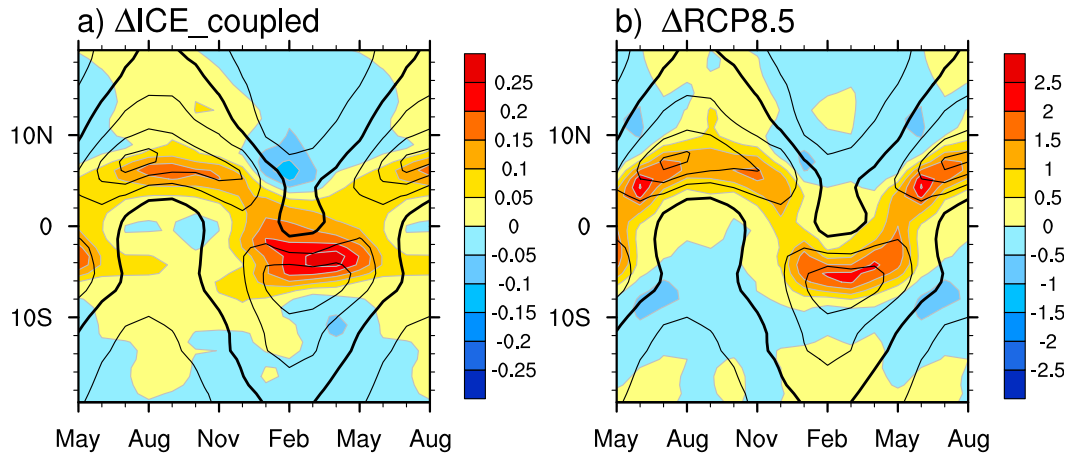 a) ΔICE_coupled
b) ΔRCP8.5
10N
0
10S
May
Aug
Nov
Feb
May
Aug
0.25
0.2
0.15
0.1
0.05
0
-0.05
-0.1
-0.15
-0.2
-0.25
10N
0
10S
May
Aug
Nov
Feb
May
Aug
2.5
2
1.5
1
0.5
0
-0.5
-1
-1.5
-2
-2.5